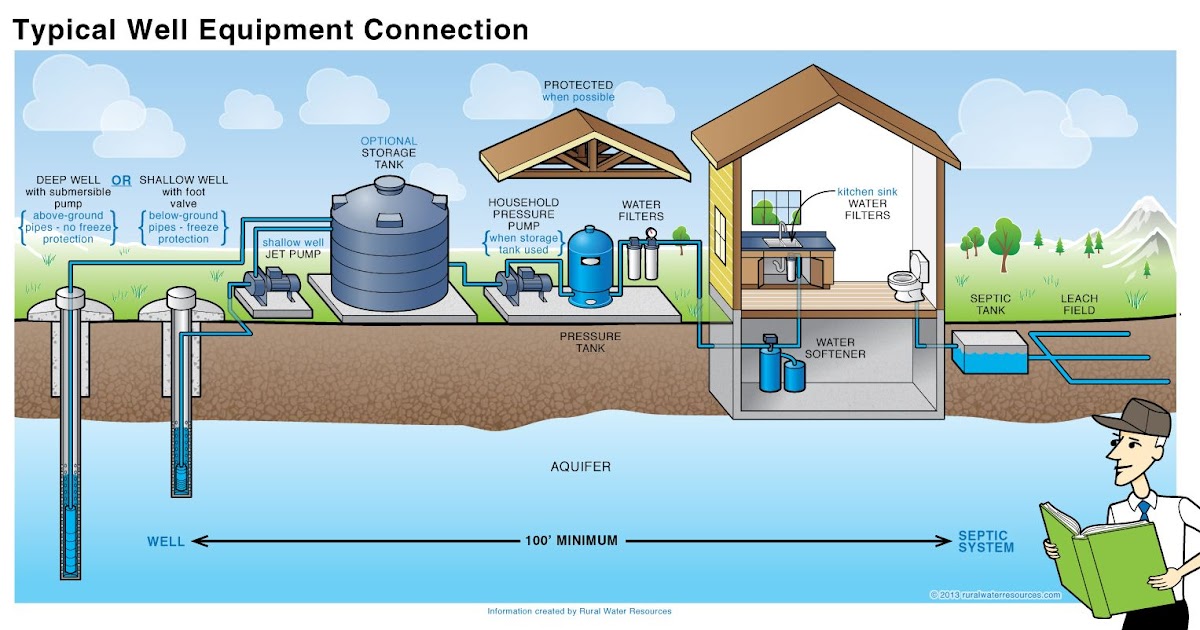 Typical Well Equipment Connection
PROTECTED
when possible
OPTIONAL
STORAGE
TANK
DEEP WELL
with submersible
pump
above-ground
pipes - no freeze
protection
OR
SHALLOW WELL
with foot
valve
below-ground
pipes - freeze
protection
shallow well
JET PUMP
HOUSEHOLD
PRESSURE
PUMP
when storage
tank used
WATER
FILTERS
kitchen sink
WATER
FILTERS
SEPTIC
TANK
LEACH
FIELD
PRESSURE
TANK
WATER
SOFTENER
AQUIFER
WELL
100' MINIMUM
SEPTIC
SYSTEM
© 2013 ruralwaterresources.com
Information created by Rural Water Resources